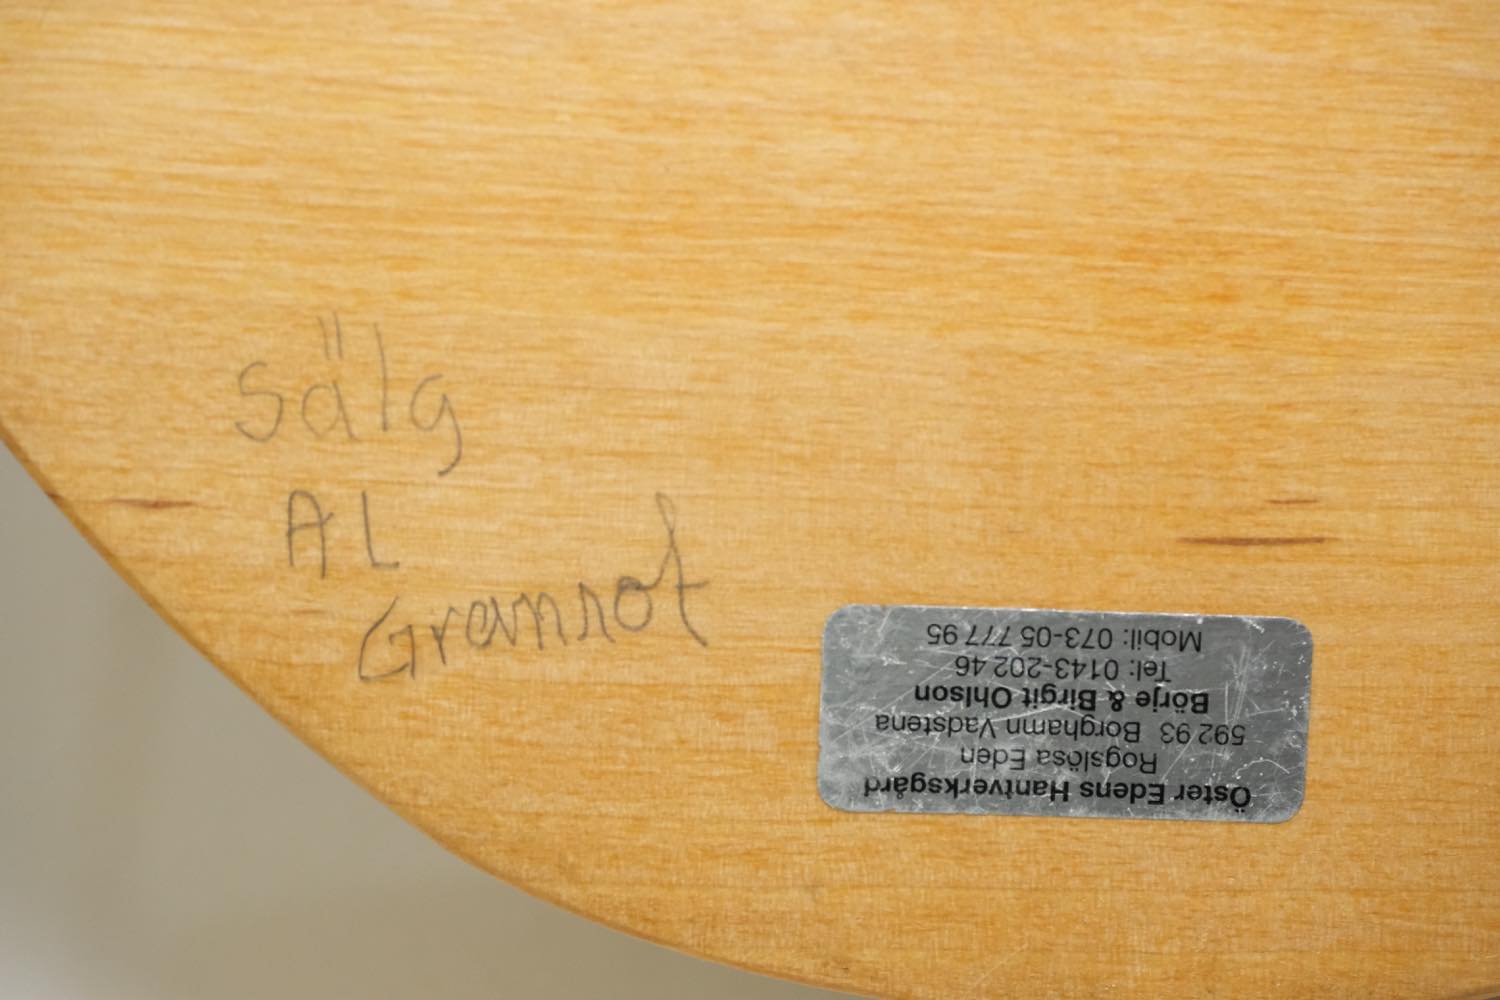 Sälg
AL
Granrot
Öster Edens Hantverksgård
Rogslösa Eden
592 93 Borghamn Vadstena
Börje & Birgit Ohlson
Tel: 0143-202 46
Mobil: 073-05 777 95